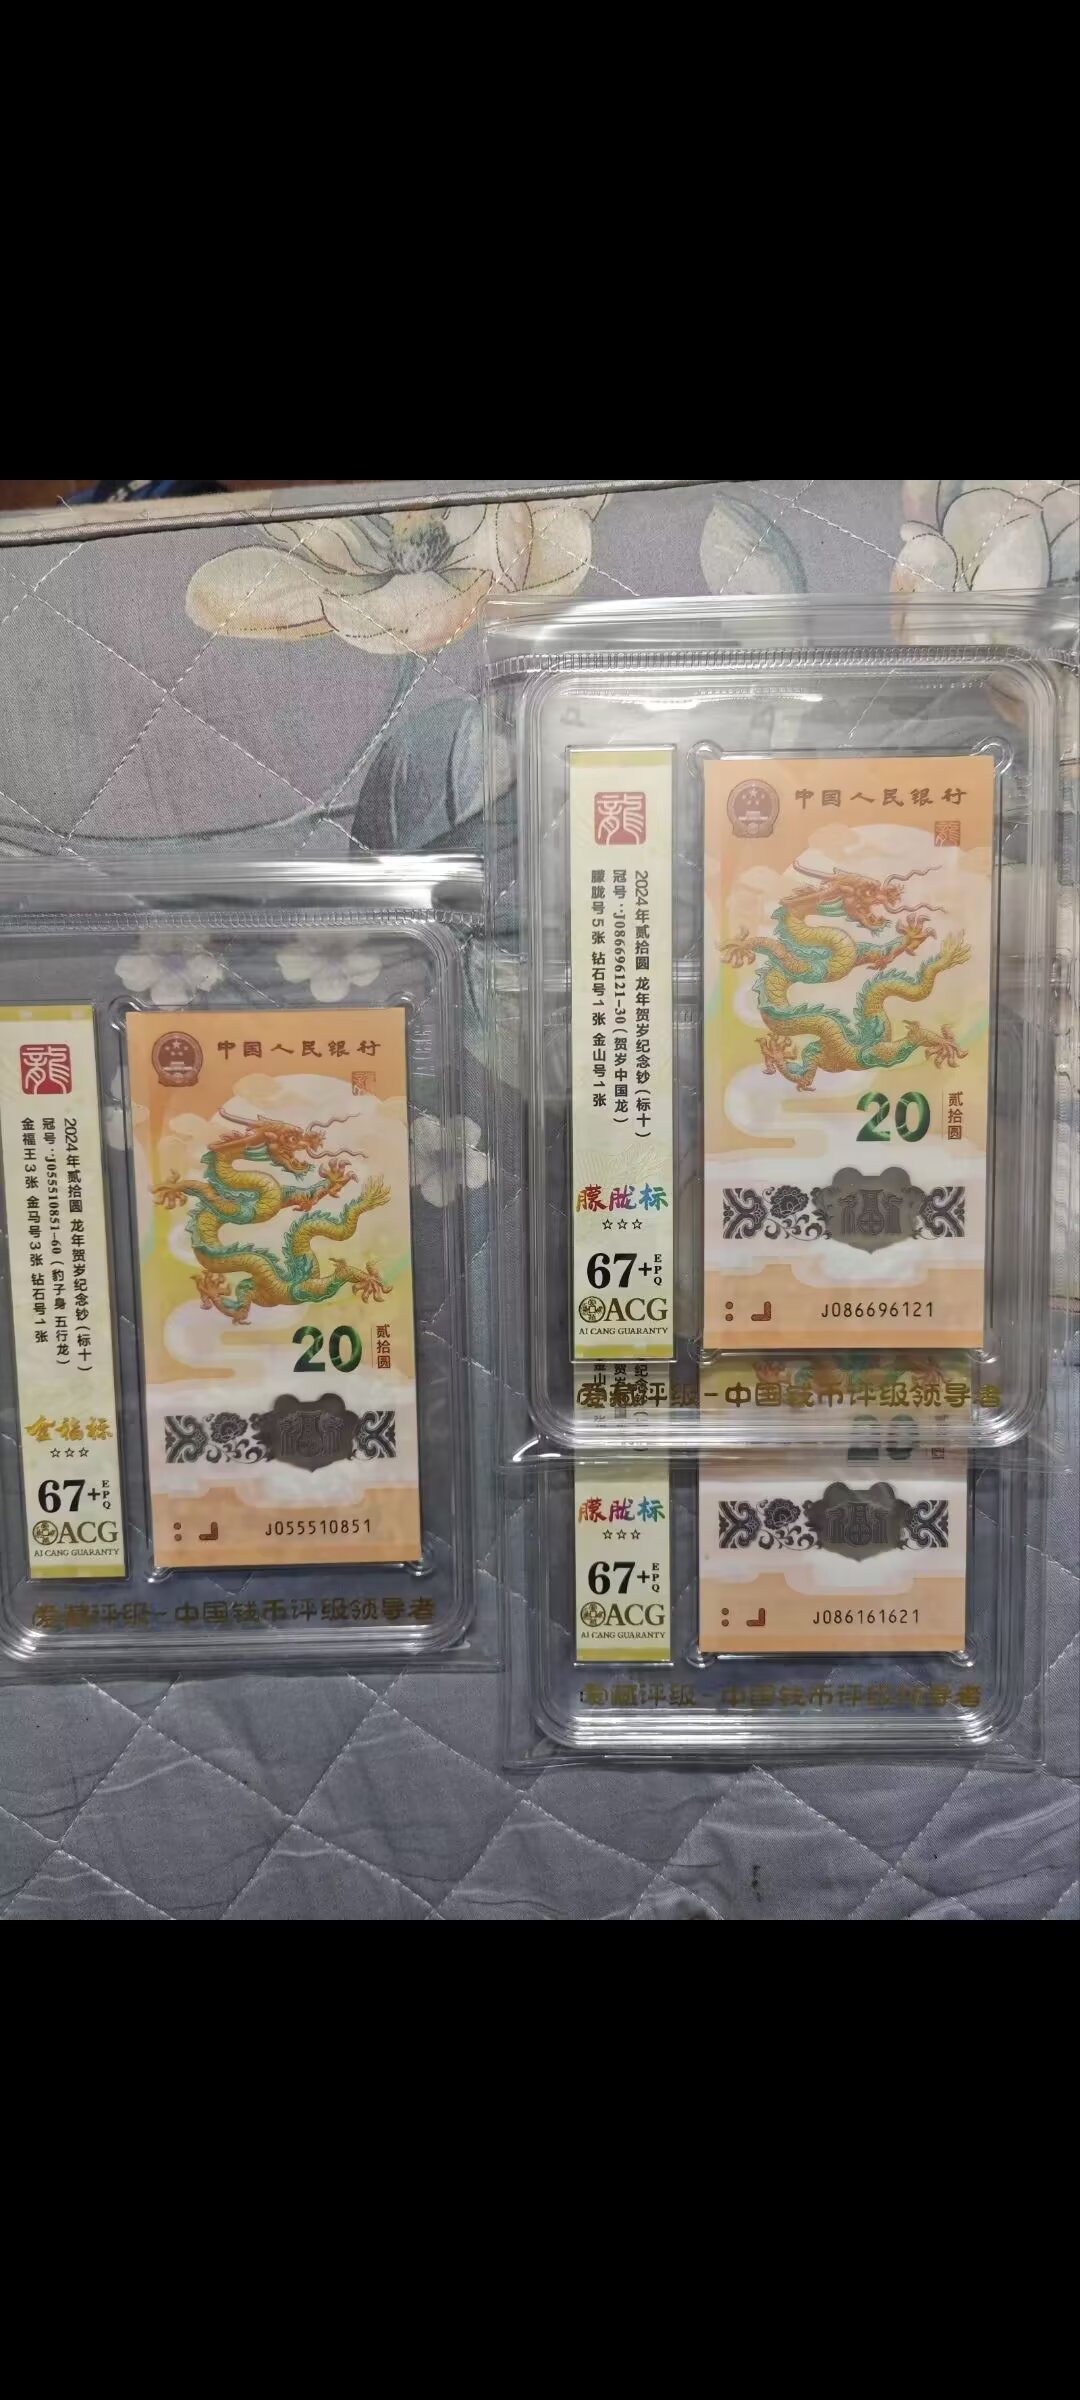 龍
2024年贰拾圆 龙年贺岁纪念钞（标十）
冠号：J055510851-60（豹子身 五行龙）
金福王3张 金马号3张 钻石号1张
金福标
☆☆☆
67+EPQ
ACG
AI CANG GUARANTY
中国人民银行
龍
20
贰拾圆
福
J055510851
爱藏评级-中国钱币评级领导者
龍
2024年贰拾圆 龙年贺岁纪念钞（标十）
冠号：J086696121-30（贺岁中国龙）
朦胧号5张 钻石号1张 金山号1张
朦胧标
☆☆☆
67+EPQ
ACG
AI CANG GUARANTY
中国人民银行
龍
20
贰拾圆
福
J086696121
爱藏评级-中国钱币评级领导者
朦胧标
☆☆☆
67+EPQ
ACG
AI CANG GUARANTY
20
福
J086161621
爱藏评级-中国钱币评级领导者